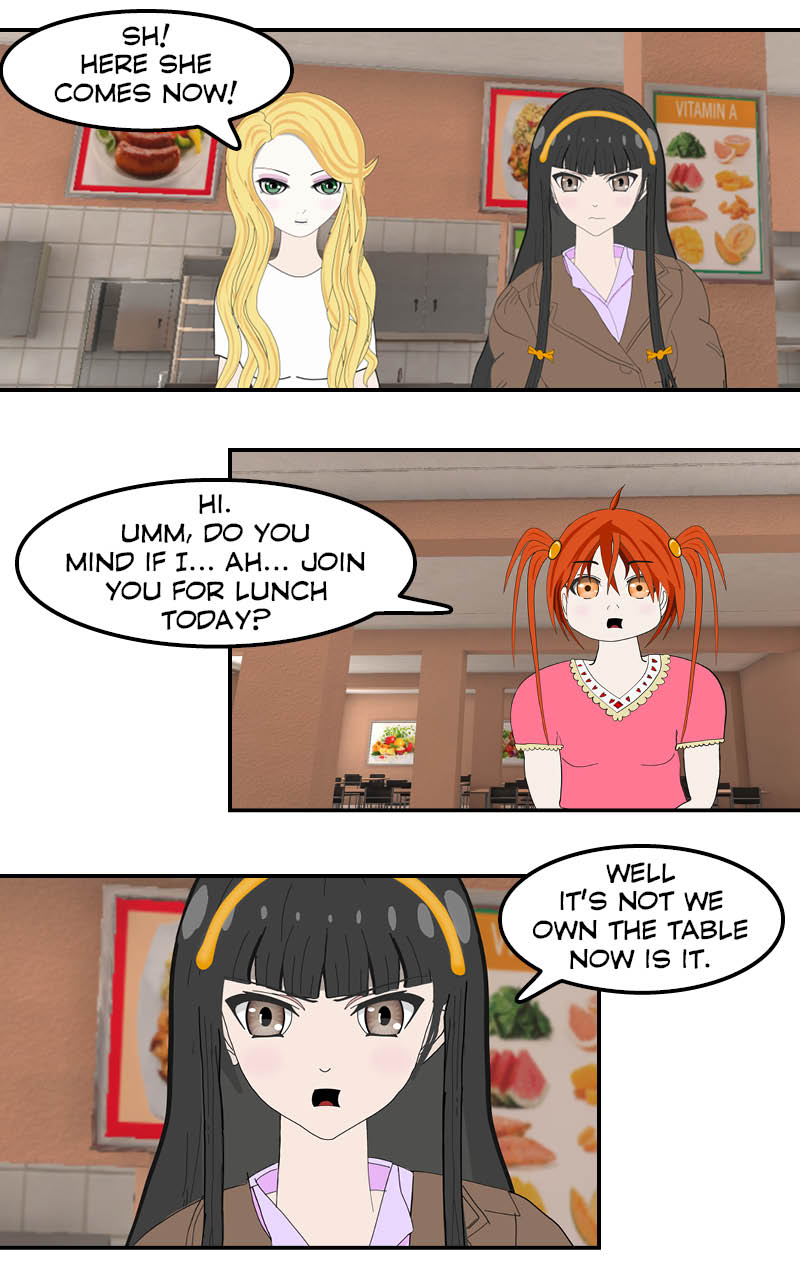 SH!
HERE SHE
COMES NOW!
VITAMIN A
HI.
UMM, DO YOU
MIND IF I... AH... JOIN
YOU FOR LUNCH
TODAY?
WELL
IT'S NOT WE
OWN THE TABLE
NOW IS IT.